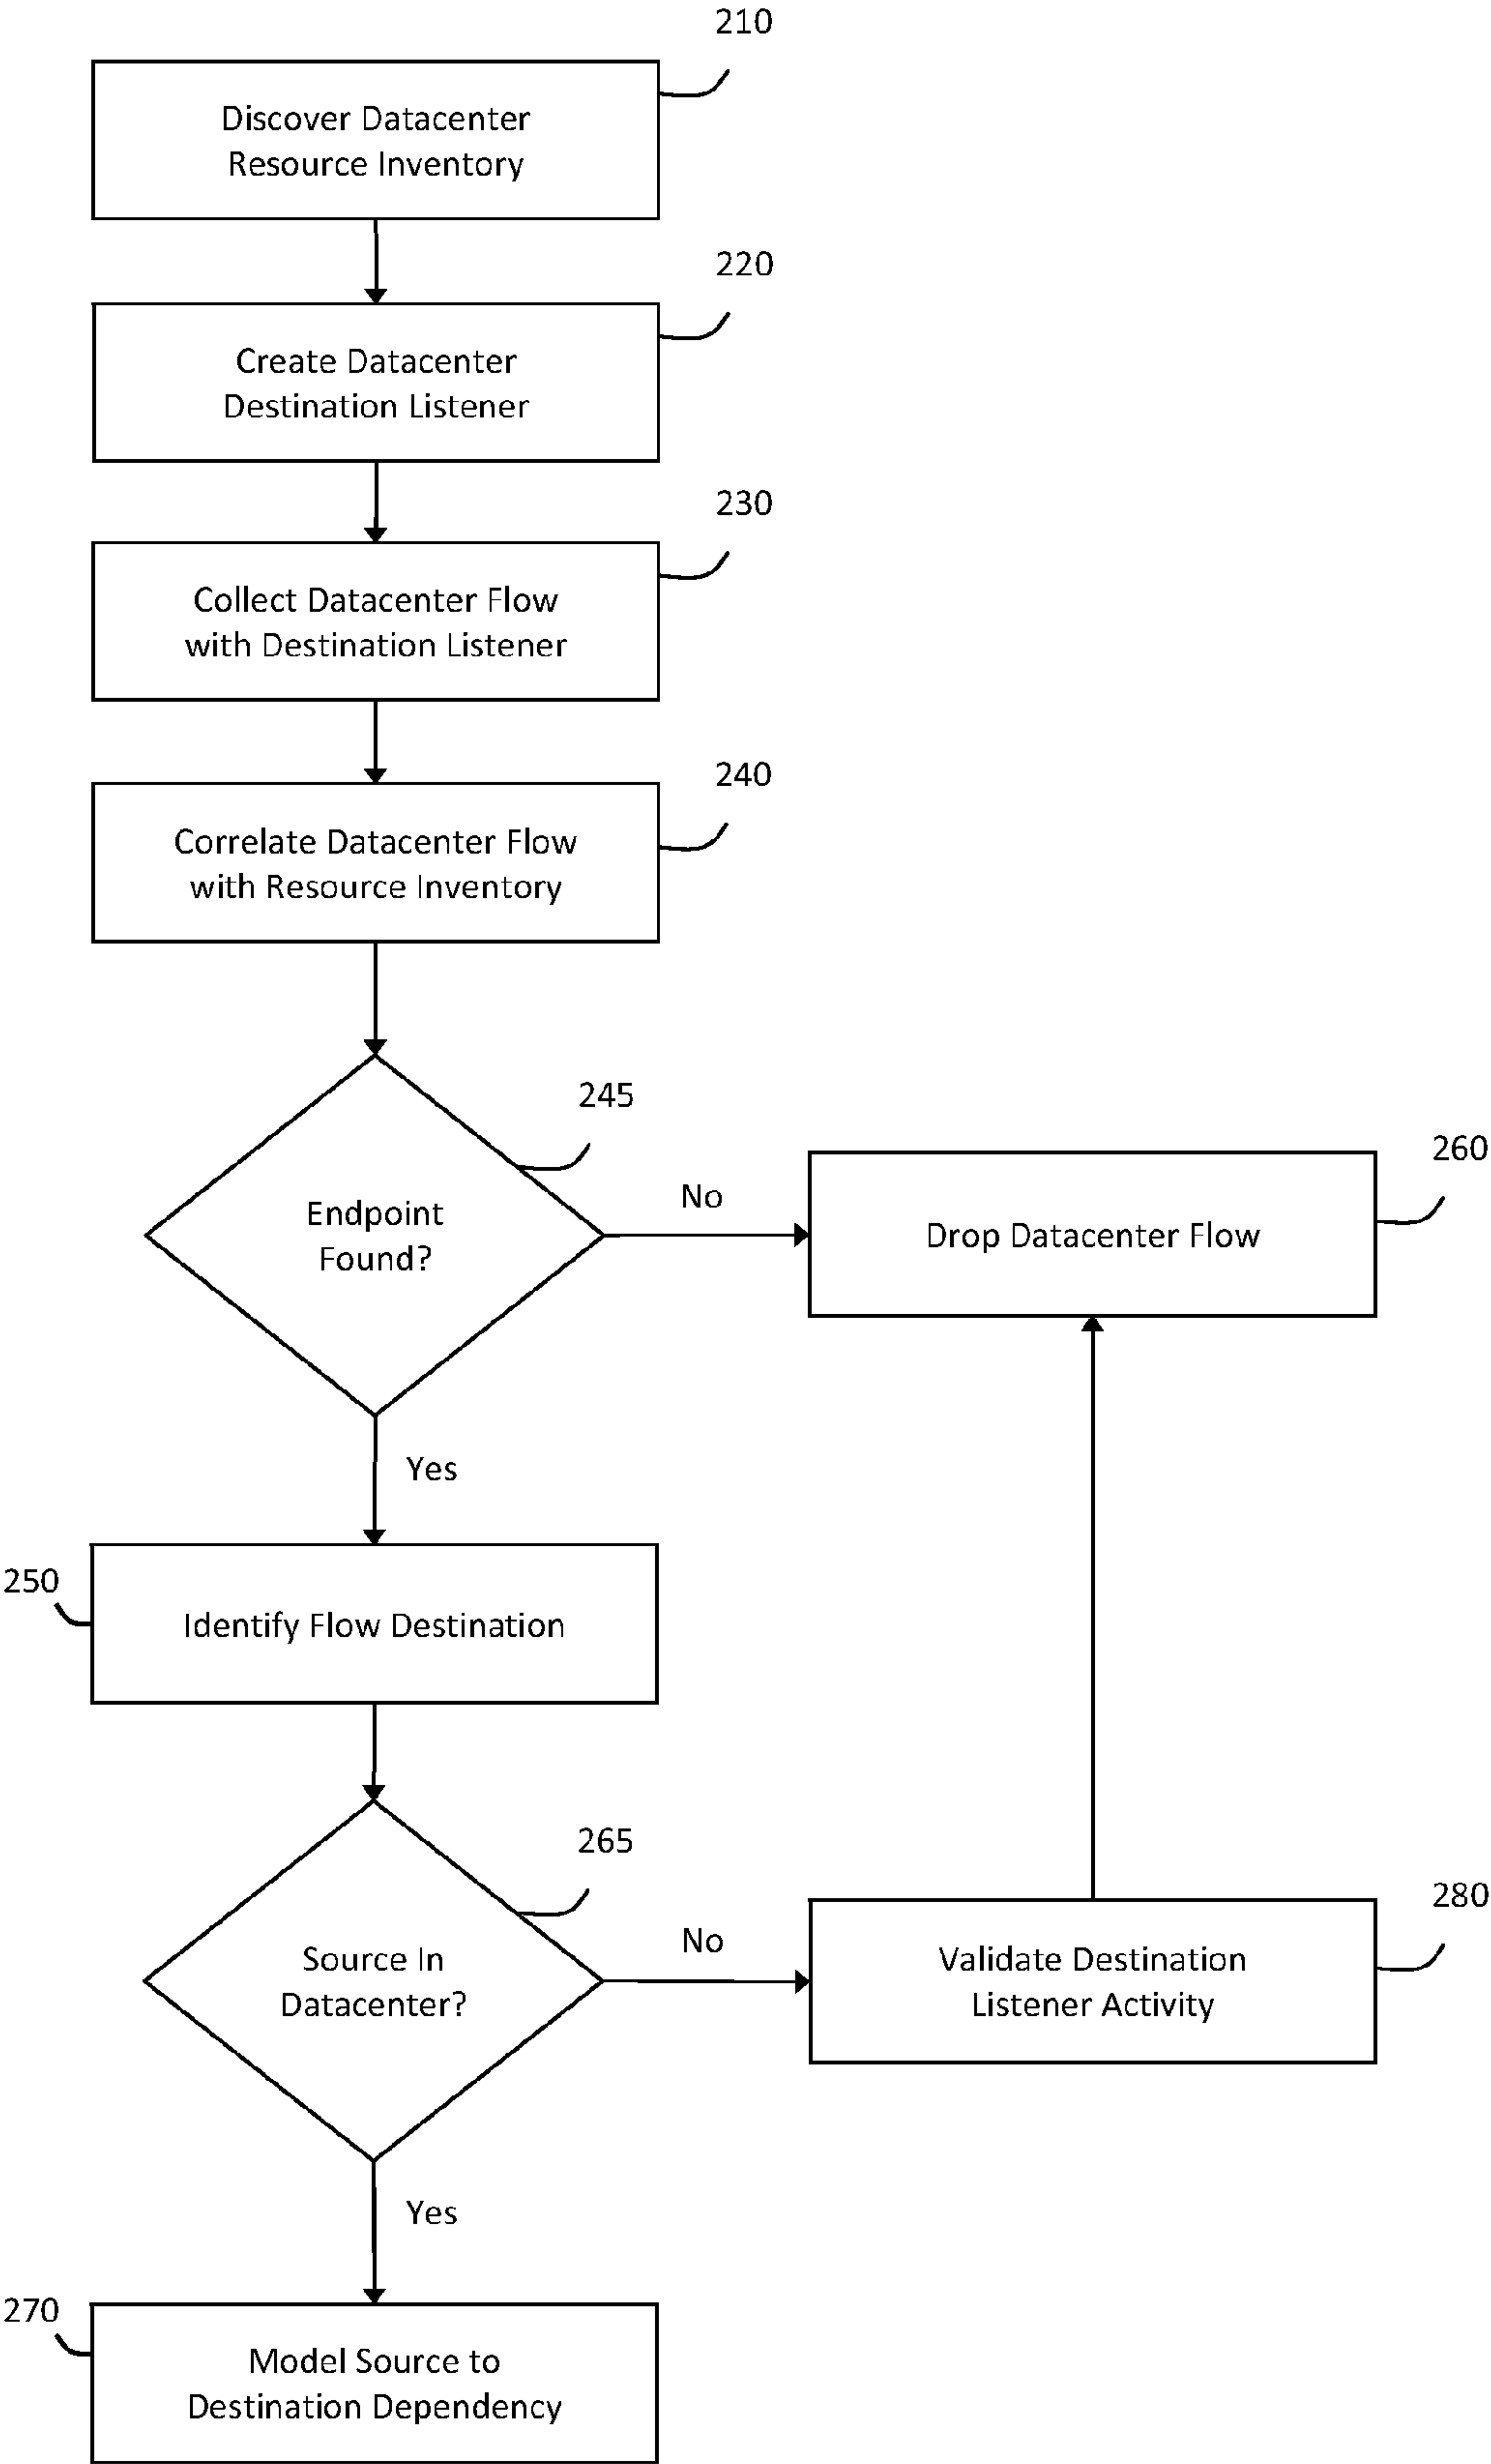 210
Discover Datacenter
Resource Inventory
220
Create Datacenter
Destination Listener
230
Collect Datacenter Flow
with Destination Listener
240
Correlate Datacenter Flow
with Resource Inventory
245
Endpoint
Found?
No
260
Drop Datacenter Flow
Yes
250
Identify Flow Destination
265
Source In
Datacenter?
No
280
Validate Destination
Listener Activity
Yes
270
Model Source to
Destination Dependency